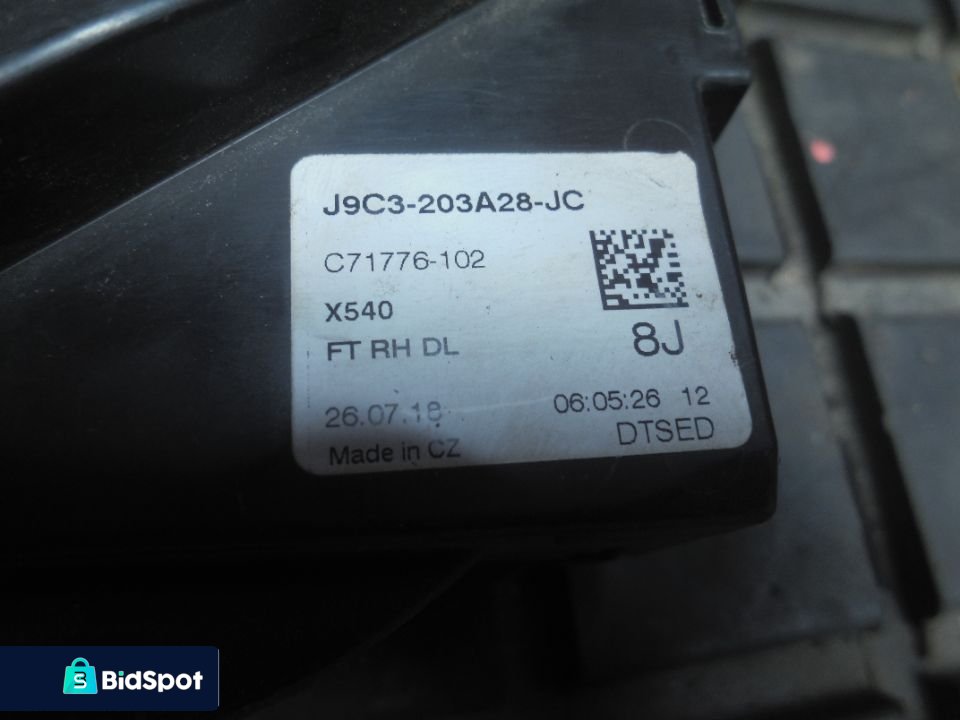 J9C3-203A28-JC
C71776-102
X540
FT RH DL
8J
26.07.18
06:05:26 12
Made in CZ
DTSED
BidSpot